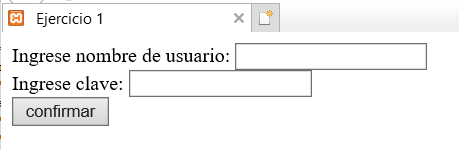 Ejercicio 1
Ingrese nombre de usuario:
Ingrese clave:
confirmar